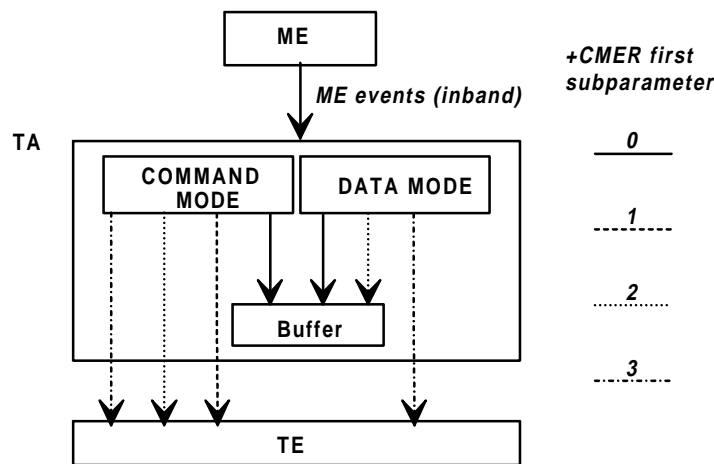 ME
+CMER first
subparameter
ME events (inband)
TA
0
COMMAND
MODE
DATA MODE
1
2
Buffer
3
TE